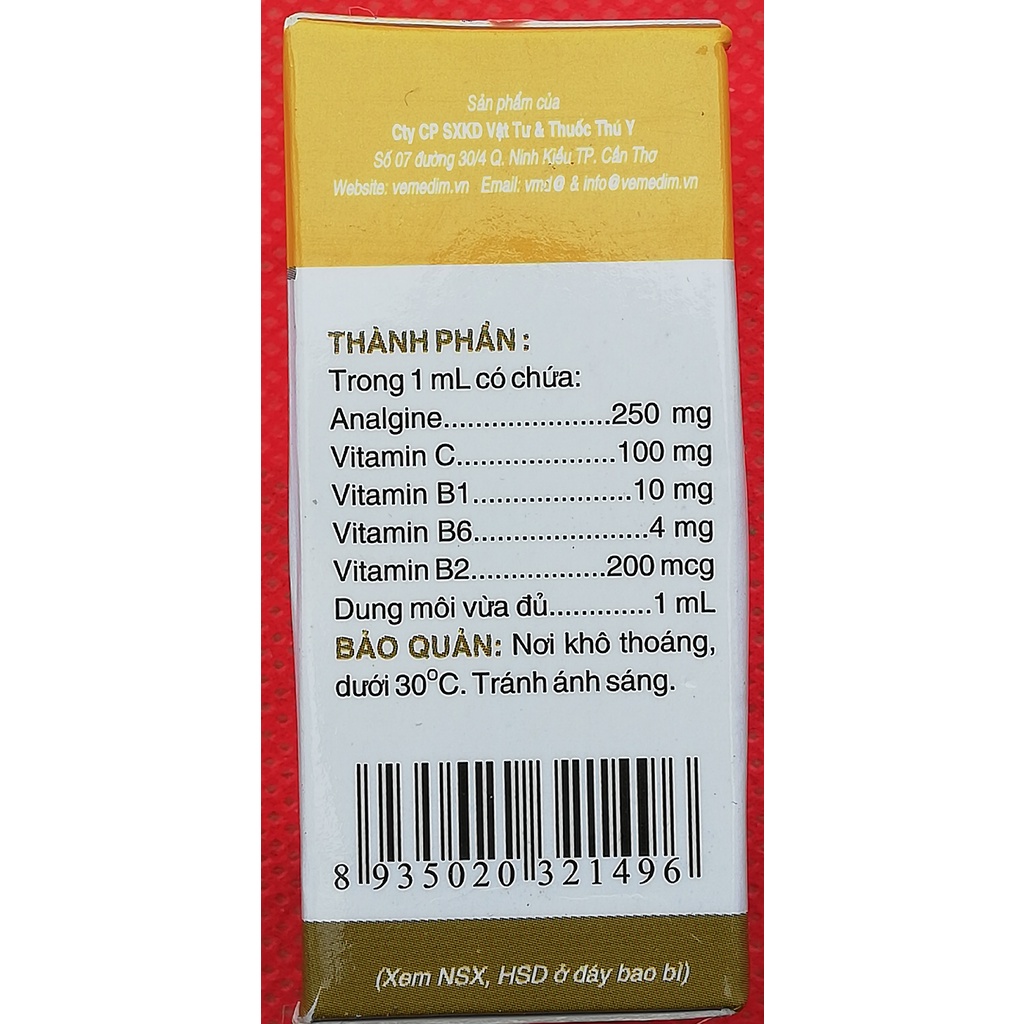 Sản phẩm của
Cty CP SXKD Vật Tư & Thuốc Thú Y
Số 07 đường 30/4 Q. Ninh Kiều TP. Cần Thơ
Website: vemedim.vn Email: vmd@ & info@vemedim.vn
THÀNH PHẦN :
Trong 1 mL có chứa:
Analgine.....................250 mg
Vitamin C....................100 mg
Vitamin B1....................10 mg
Vitamin B6......................4 mg
Vitamin B2.................200 mcg
Dung môi vừa đủ.............1 mL
BẢO QUẢN: Nơi khô thoáng,
dưới 30°C. Tránh ánh sáng.
8 935020 321496
(Xem NSX, HSD ở đáy bao bì)